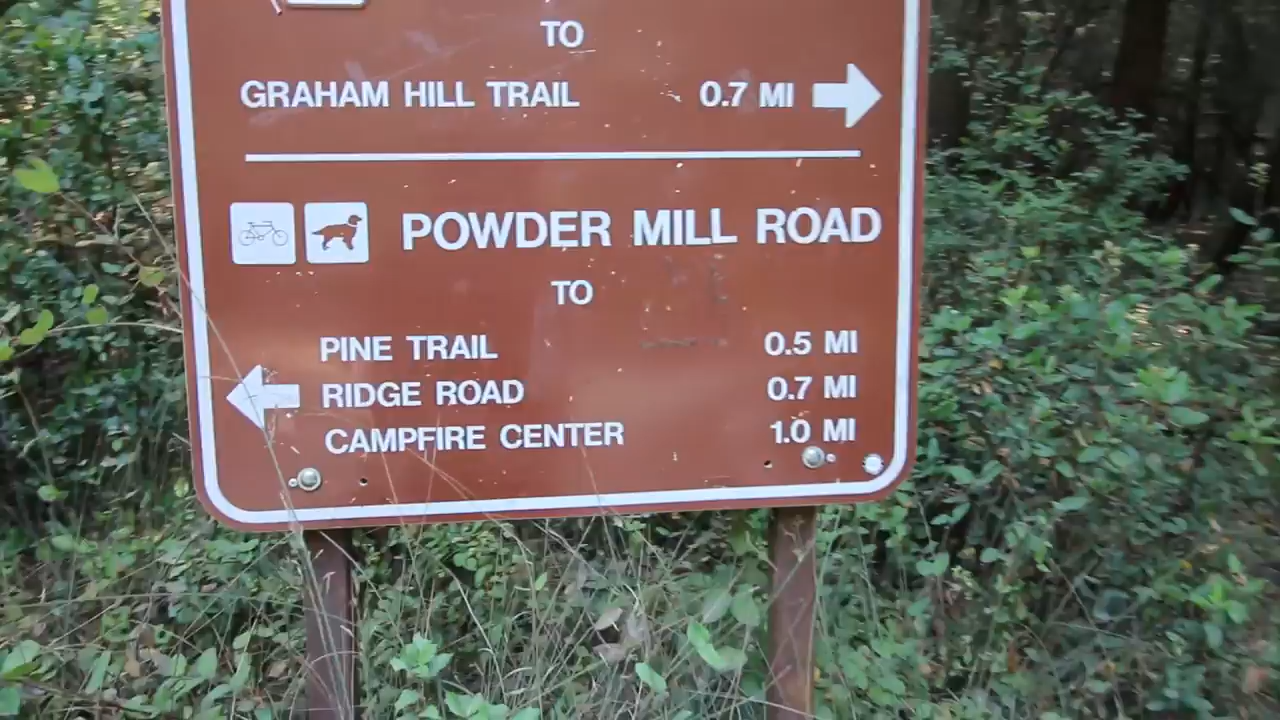 TO
GRAHAM HILL TRAIL 0.7 MI
POWDER MILL ROAD
TO
PINE TRAIL 0.5 MI
RIDGE ROAD 0.7 MI
CAMPFIRE CENTER 1.0 MI